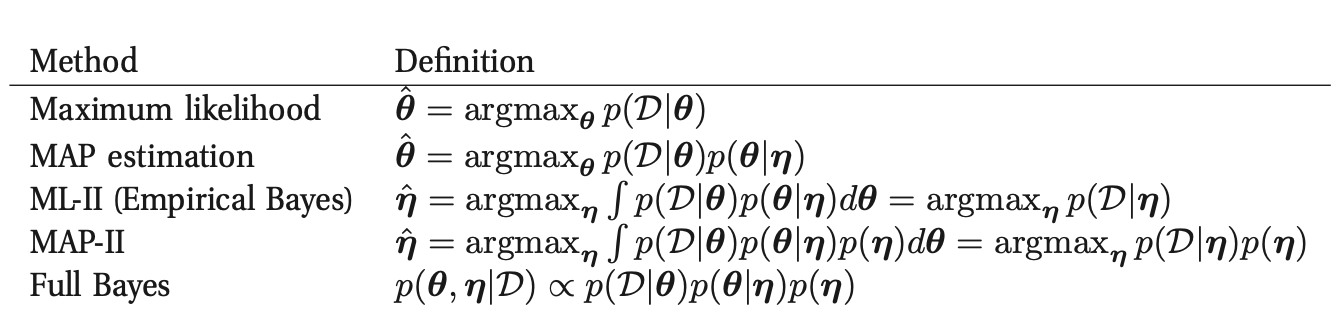 Method Definition
Maximum likelihood θ̂ = argmax_θ p(𝒟|θ)
MAP estimation θ̂ = argmax_θ p(𝒟|θ)p(θ|η)
ML-II (Empirical Bayes) η̂ = argmax_η ∫ p(𝒟|θ)p(θ|η)dθ = argmax_η p(𝒟|η)
MAP-II η̂ = argmax_η ∫ p(𝒟|θ)p(θ|η)p(η)dθ = argmax_η p(𝒟|η)p(η)
Full Bayes p(θ, η|𝒟) ∝ p(𝒟|θ)p(θ|η)p(η)